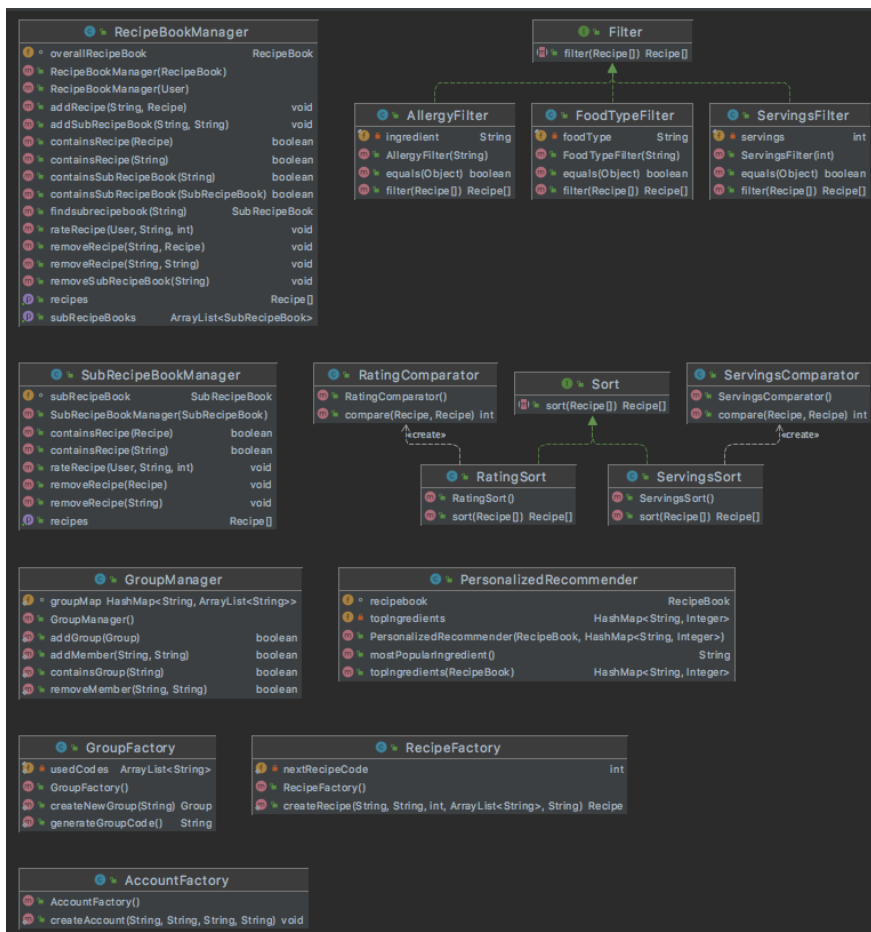 RecipeBookManager
overallRecipeBook RecipeBook
RecipeBookManager(RecipeBook)
RecipeBookManager(User)
addRecipe(String, Recipe) void
addSubRecipeBook(String, String) void
containsRecipe(Recipe) boolean
containsRecipe(String) boolean
containsSubRecipeBook(String) boolean
containsSubRecipeBook(SubRecipeBook) boolean
findsubrecipebook(String) SubRecipeBook
rateRecipe(User, String, int) void
removeRecipe(String, Recipe) void
removeRecipe(String, String) void
removeSubRecipeBook(String) void
recipes Recipe[]
subRecipeBooks ArrayList<SubRecipeBook>
Filter
filter(Recipe[]) Recipe[]
AllergyFilter
ingredient String
AllergyFilter(String)
equals(Object) boolean
filter(Recipe[]) Recipe[]
FoodTypeFilter
foodType String
FoodTypeFilter(String)
equals(Object) boolean
filter(Recipe[]) Recipe[]
ServingsFilter
servings int
ServingsFilter(int)
equals(Object) boolean
filter(Recipe[]) Recipe[]
SubRecipeBookManager
subRecipeBook SubRecipeBook
SubRecipeBookManager(SubRecipeBook)
containsRecipe(Recipe) boolean
containsRecipe(String) boolean
rateRecipe(User, String, int) void
removeRecipe(Recipe) void
removeRecipe(String) void
recipes Recipe[]
RatingComparator
RatingComparator()
compare(Recipe, Recipe) int
«create»
Sort
sort(Recipe[]) Recipe[]
ServingsComparator
ServingsComparator()
compare(Recipe, Recipe) int
«create»
RatingSort
RatingSort()
sort(Recipe[]) Recipe[]
ServingsSort
ServingsSort()
sort(Recipe[]) Recipe[]
GroupManager
groupMap HashMap<String, ArrayList<String>>
GroupManager()
addGroup(Group) boolean
addMember(String, String) boolean
containsGroup(String) boolean
removeMember(String, String) boolean
PersonalizedRecommender
recipebook RecipeBook
topIngredients HashMap<String, Integer>
PersonalizedRecommender(RecipeBook, HashMap<String, Integer>)
mostPopularIngredient() String
topIngredients(RecipeBook) HashMap<String, Integer>
GroupFactory
usedCodes ArrayList<String>
GroupFactory()
createNewGroup(String) Group
generateGroupCode() String
RecipeFactory
nextRecipeCode int
RecipeFactory()
createRecipe(String, String, int, ArrayList<String>, String) Recipe
AccountFactory
AccountFactory()
createAccount(String, String, String, String) void